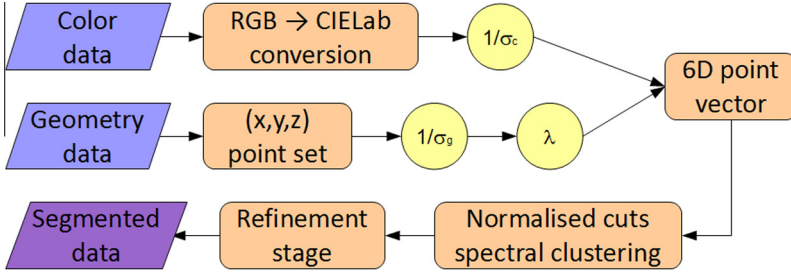 Color
data
RGB → CIELab
conversion
1/σc
6D point
vector
Geometry
data
(x,y,z)
point set
1/σg
λ
Segmented
data
Refinement
stage
Normalised cuts
spectral clustering